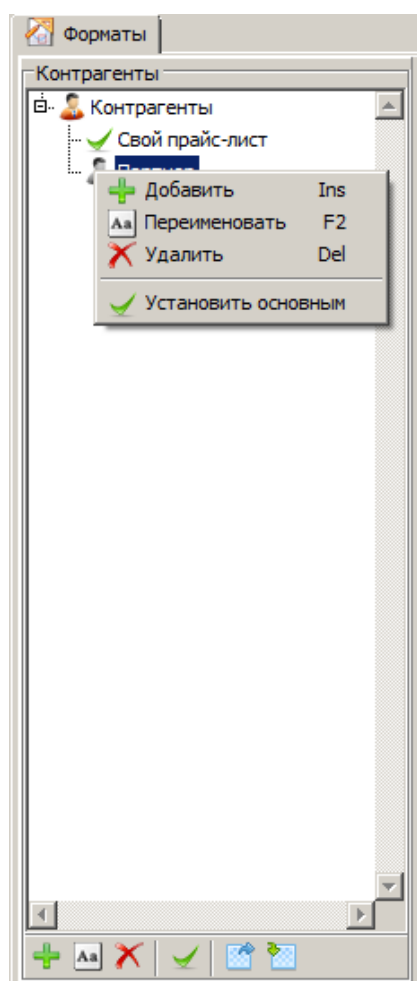 Форматы
Контрагенты
Контрагенты
Свой прайс-лист
Добавить Ins
Переименовать F2
Удалить Del
Установить основным